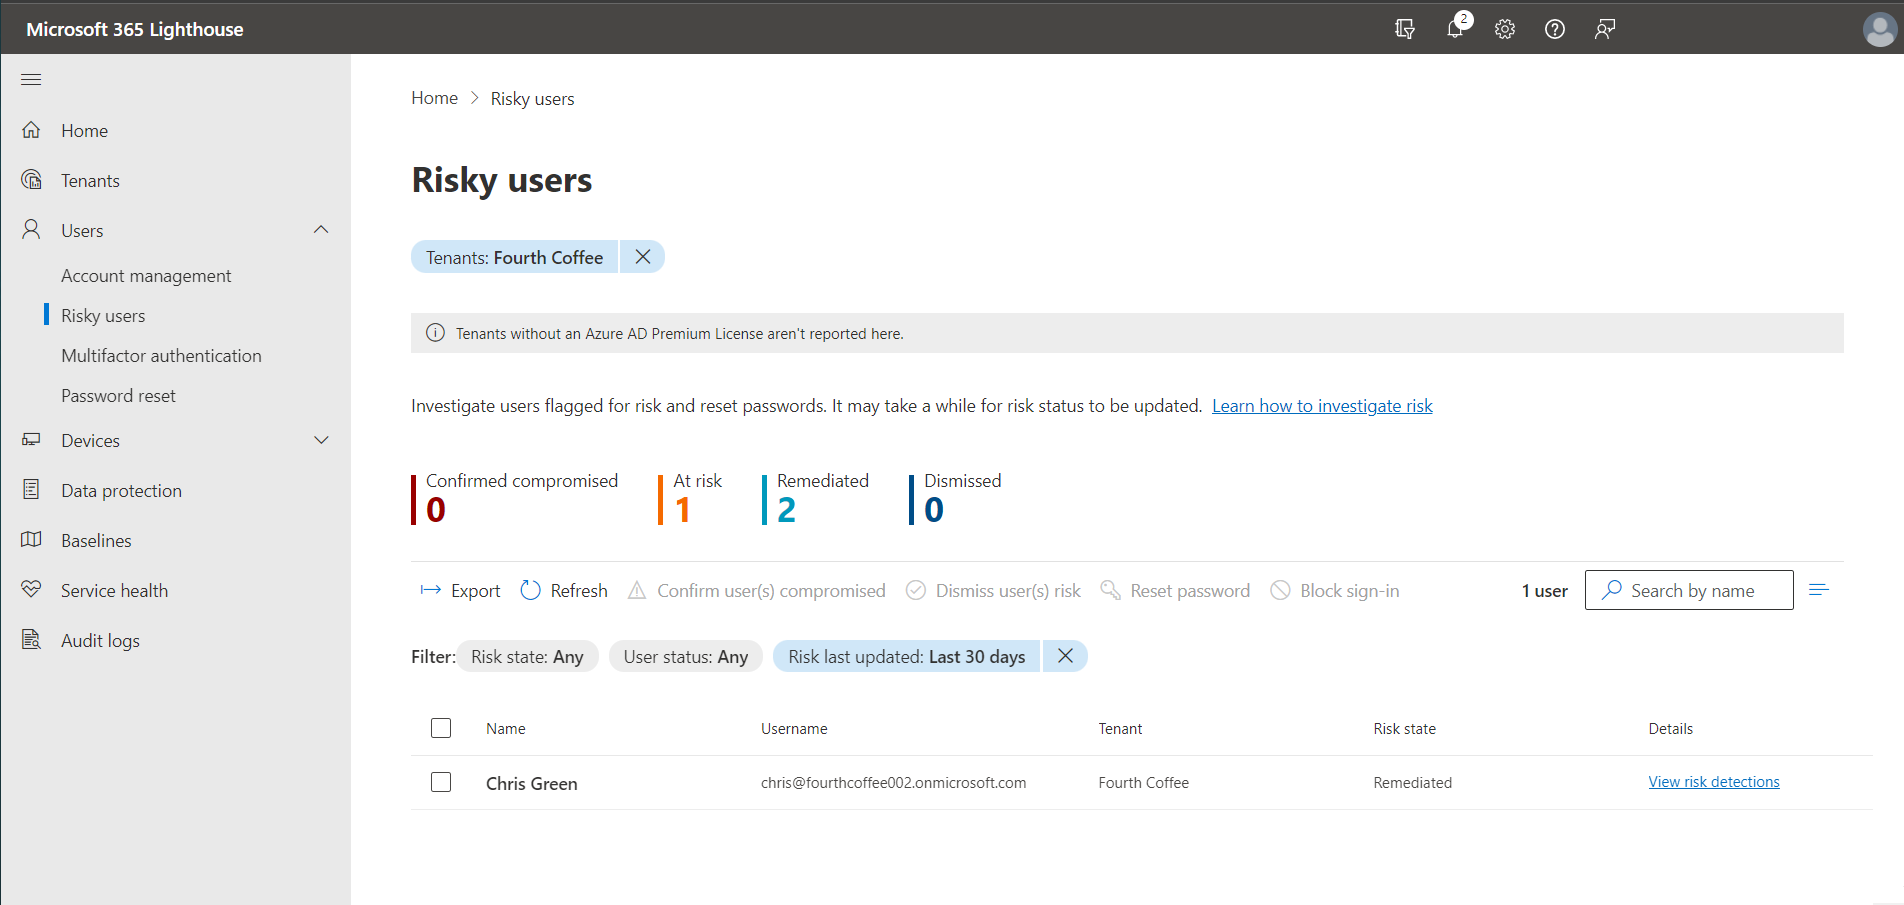 Microsoft 365 Lighthouse
2
Home
Tenants
Users
Account management
Risky users
Multifactor authentication
Password reset
Devices
Data protection
Baselines
Service health
Audit logs
Home > Risky users
Risky users
Tenants: Fourth Coffee
Tenants without an Azure AD Premium License aren't reported here.
Investigate users flagged for risk and reset passwords. It may take a while for risk status to be updated. Learn how to investigate risk
Confirmed compromised At risk Remediated Dismissed
0 1 2 0
Export Refresh Confirm user(s) compromised Dismiss user(s) risk Reset password Block sign-in 1 user Search by name
Filter: Risk state: Any User status: Any Risk last updated: Last 30 days
Name Username Tenant Risk state Details
Chris Green chris@fourthcoffee002.onmicrosoft.com Fourth Coffee Remediated View risk detections